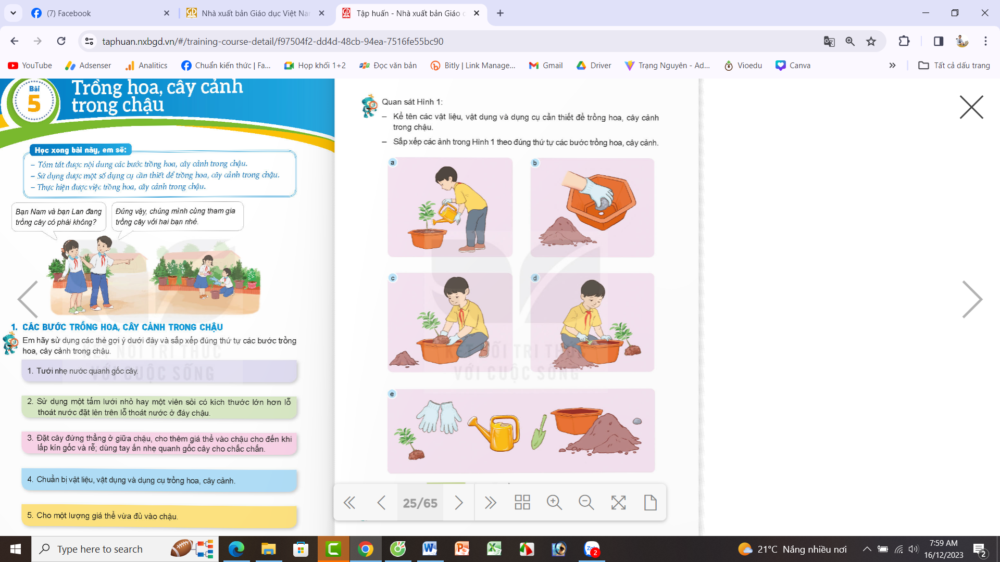 (7) Facebook
Nhà xuất bản Giáo dục Việt Nar
Tập huấn - Nhà xuất bản Giáo d
taphuan.nxbgd.vn/#/training-course-detail/f97504f2-dd4d-48cb-94ea-7516fe55bc90
YouTube
Adsenser
Analitics
Chuẩn kiến thức | Fa...
Họp khối 1+2
Đọc văn bản
Bitly | Link Manage...
Gmail
Driver
Trạng Nguyên - Ad...
Vioedu
Canva
Tất cả dấu trang
Bài
5
Trồng hoa, cây cảnh
trong chậu
Học xong bài này, em sẽ:
– Tóm tắt được nội dung các bước trồng hoa, cây cảnh trong chậu.
– Sử dụng được một số dụng cụ cần thiết để trồng hoa, cây cảnh trong chậu.
– Thực hiện được việc trồng hoa, cây cảnh trong chậu.
Bạn Nam và bạn Lan đang
trồng cây có phải không?
Đúng vậy, chúng mình cùng tham gia
trồng cây với hai bạn nhé.
1. CÁC BƯỚC TRỒNG HOA, CÂY CẢNH TRONG CHẬU
Em hãy sử dụng các thẻ gợi ý dưới đây và sắp xếp đúng thứ tự các bước trồng
hoa, cây cảnh trong chậu.
KẾT NỐI TRI THỨC
VỚI CUỘC SỐNG
1. Tưới nhẹ nước quanh gốc cây.
2. Sử dụng một tấm lưới nhỏ hay một viên sỏi có kích thước lớn hơn lỗ
thoát nước đặt lên trên lỗ thoát nước ở đáy chậu.
3. Đặt cây đứng thẳng ở giữa chậu, cho thêm giá thể vào chậu cho đến khi
lấp kín gốc và rễ; dùng tay ấn nhẹ quanh gốc cây cho chắc chắn.
4. Chuẩn bị vật liệu, vật dụng và dụng cụ trồng hoa, cây cảnh.
5. Cho một lượng giá thể vừa đủ vào chậu.
Quan sát Hình 1:
– Kể tên các vật liệu, vật dụng và dụng cụ cần thiết để trồng hoa, cây cảnh
trong chậu.
– Sắp xếp các ảnh trong Hình 1 theo đúng thứ tự các bước trồng hoa, cây cảnh.
a
b
c
d
KẾT NỐI TRI THỨC
VỚI CUỘC SỐNG
e
25/65
Type here to search
2
21°C Nắng nhiều nơi
7:59 AM
16/12/2023
2